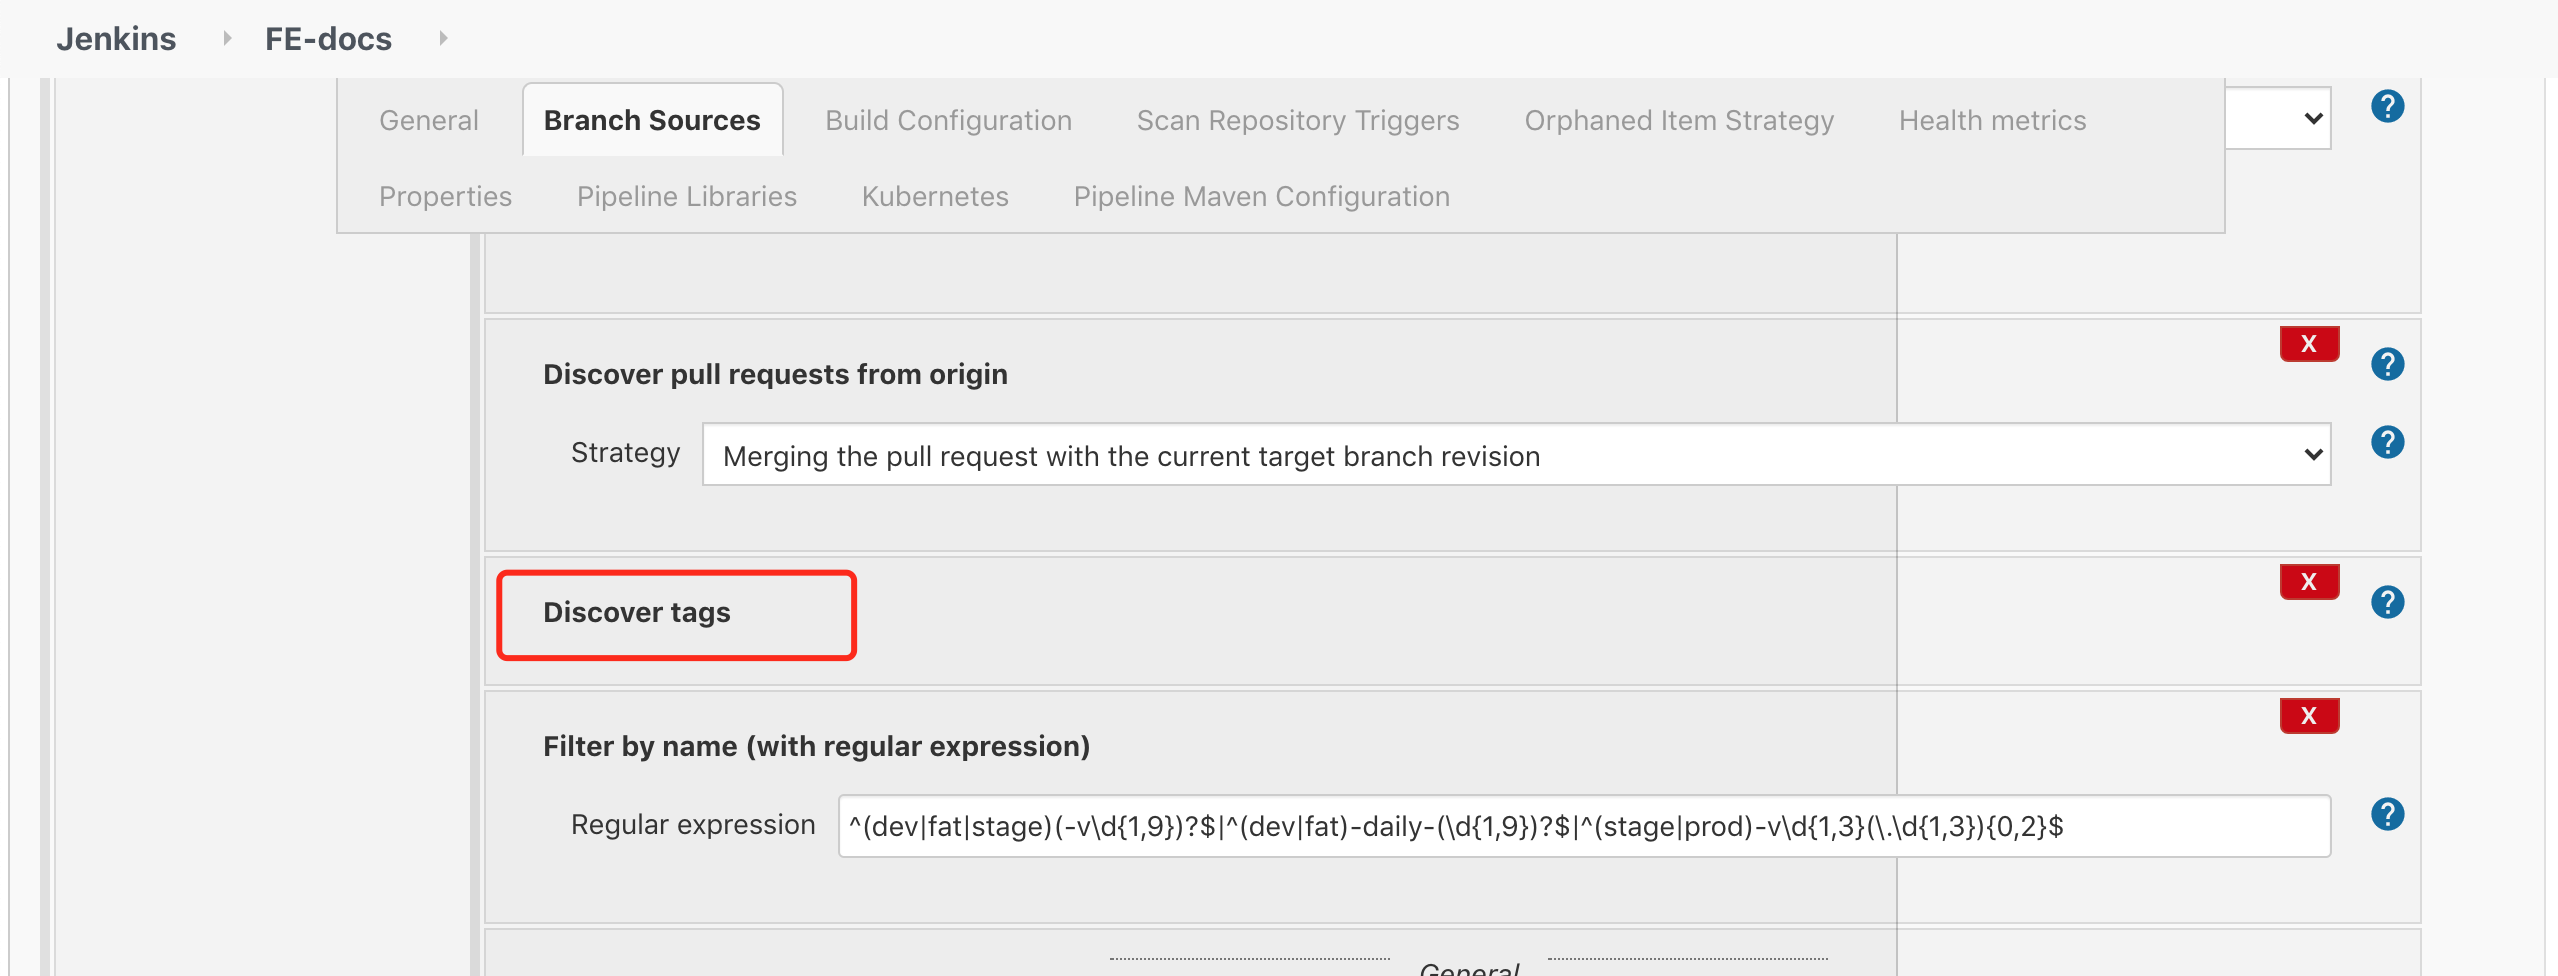 Jenkins FE-docs
General Branch Sources Build Configuration Scan Repository Triggers Orphaned Item Strategy Health metrics
?
Properties Pipeline Libraries Kubernetes Pipeline Maven Configuration
X
Discover pull requests from origin
?
Strategy Merging the pull request with the current target branch revision
?
X
Discover tags
?
X
Filter by name (with regular expression)
Regular expression ^(dev|fat|stage)(-v\d{1,9})?$|^(dev|fat)-daily-(\d{1,9})?$|^(stage|prod)-v\d{1,3}(\.\d{1,3}){0,2}$
?
General